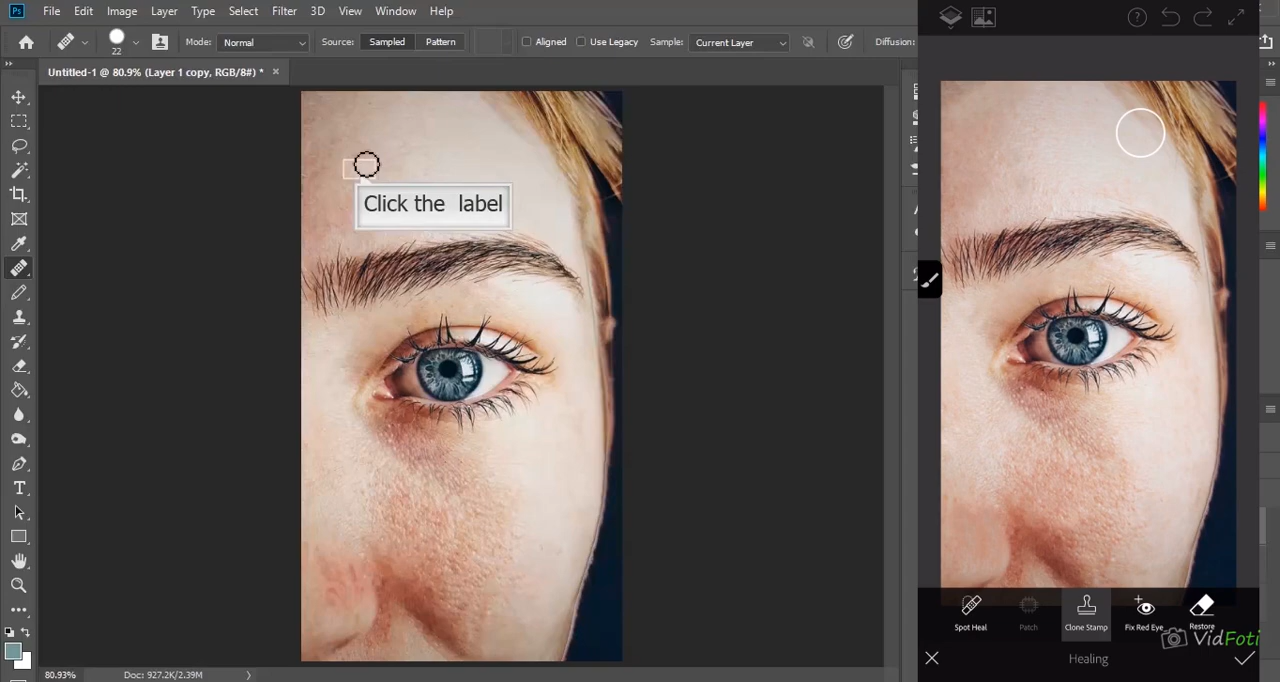 Ps File Edit Image Layer Type Select Filter 3D View Window Help
22 Mode: Normal Source: Sampled Pattern Aligned Use Legacy Sample: Current Layer Diffusion:
Untitled-1 @ 80.9% (Layer 1 copy, RGB/8#) *
Click the label
Spot Heal Patch Clone Stamp Fix Red Eye Restore
VidFoti
Healing
80.93% Doc: 927.2K/2.39M